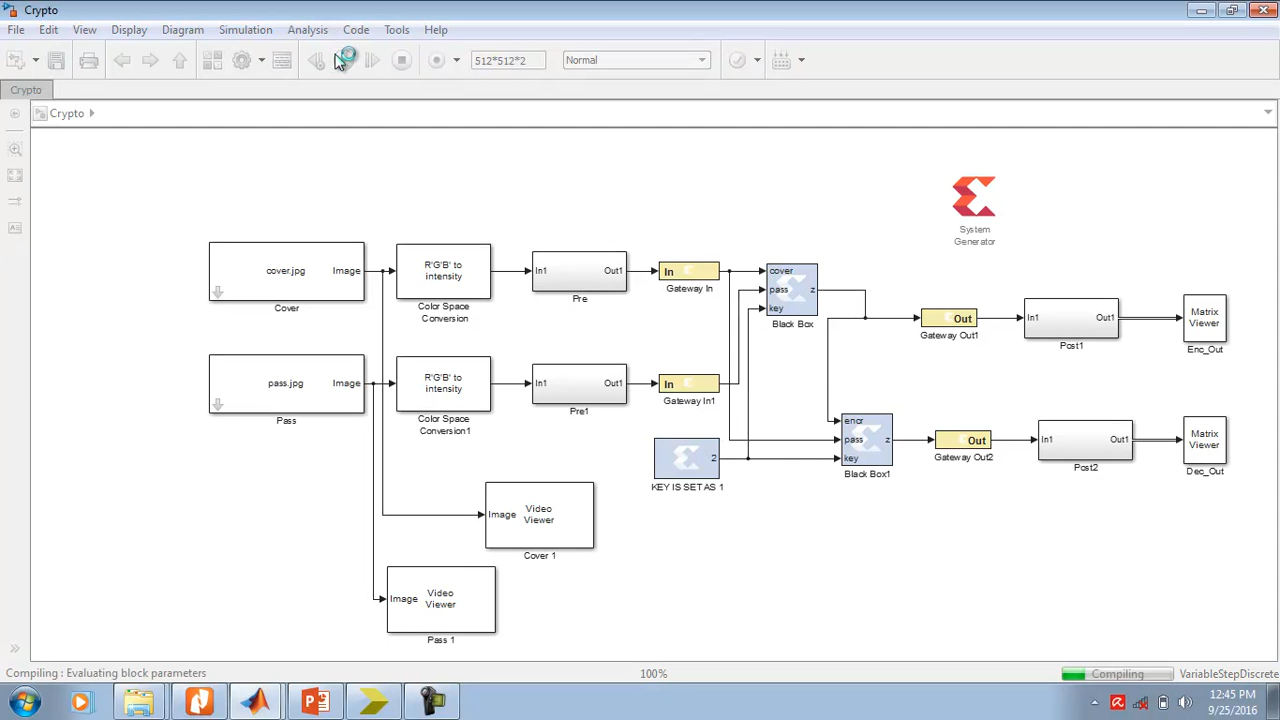 Crypto
File Edit View Display Diagram Simulation Analysis Code Tools Help
512*512*2 Normal
Crypto
Crypto
System
Generator
cover.jpg Image
Cover
R'G'B' to
intensity
Color Space
Conversion
In1 Out1
Pre
In
Gateway In
cover
pass
key
z
Black Box
Out
Gateway Out1
In1 Out1
Post1
Matrix
Viewer
Enc_Out
pass.jpg Image
Pass
R'G'B' to
intensity
Color Space
Conversion1
In1 Out1
Pre1
In
Gateway In1
2
KEY IS SET AS 1
encr
pass
key
z
Black Box1
Out
Gateway Out2
In1 Out1
Post2
Matrix
Viewer
Dec_Out
Image Video
Viewer
Cover 1
Image Video
Viewer
Pass 1
Compiling : Evaluating block parameters 100% Compiling VariableStepDiscrete
12:45 PM
9/25/2016